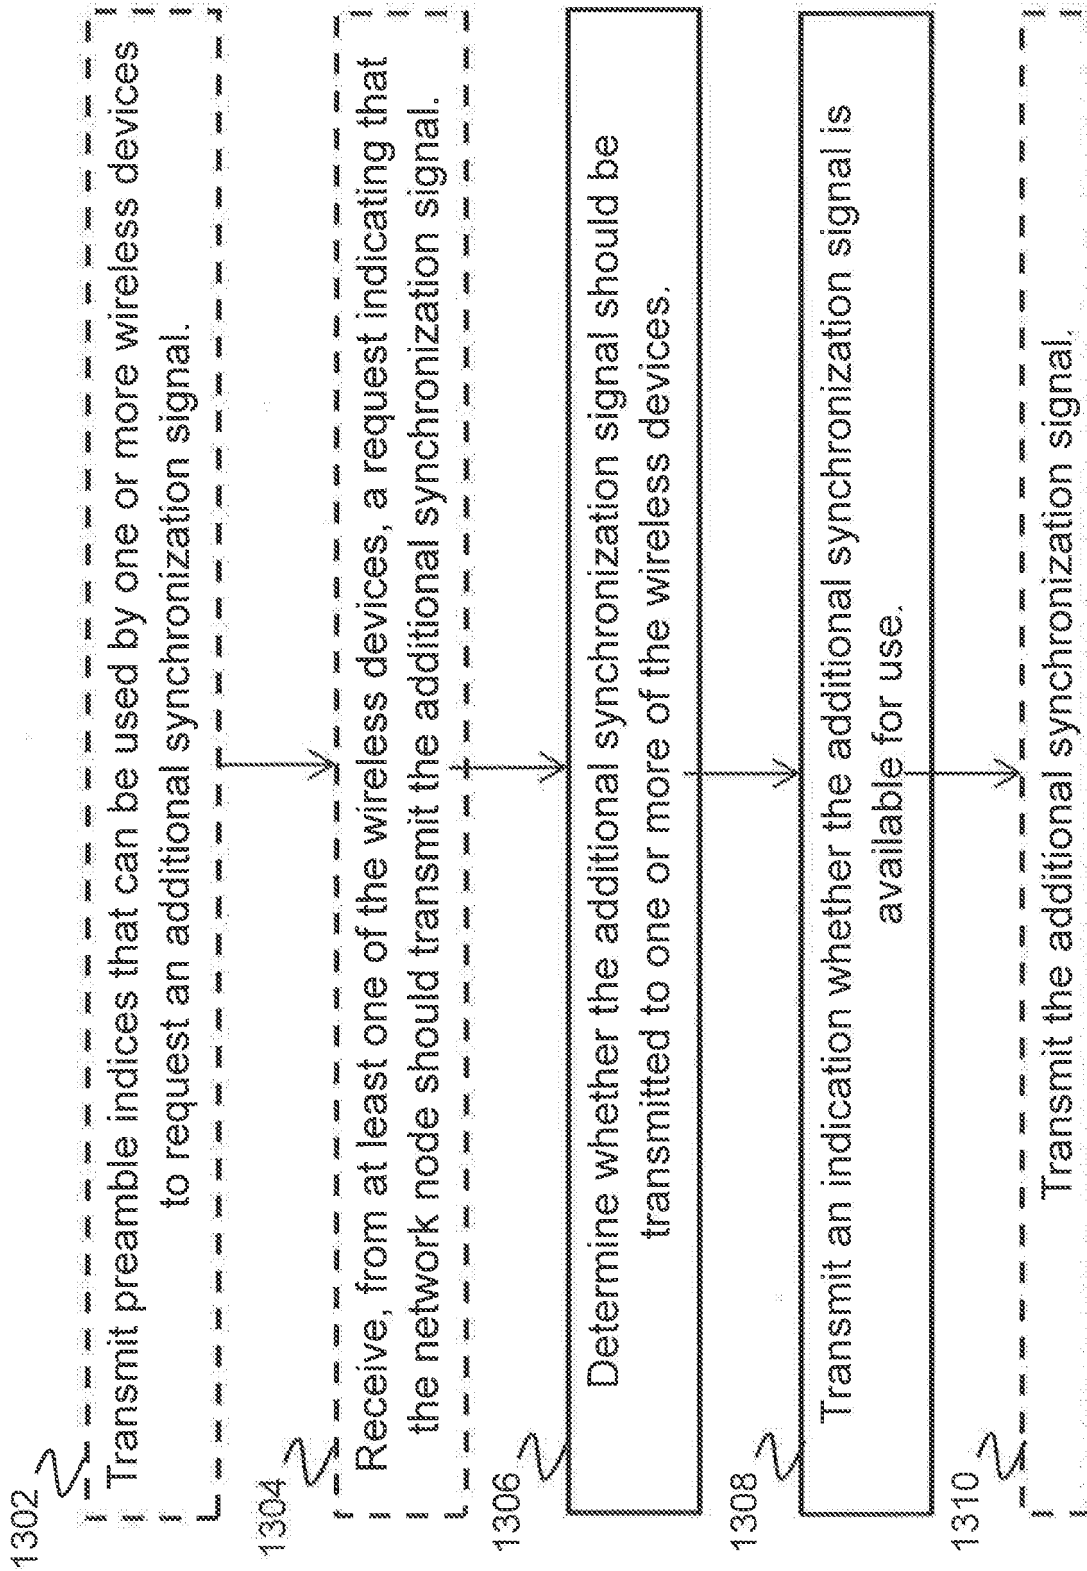 1302
Transmit preamble indices that can be used by one or more wireless devices
to request an additional synchronization signal.
1304
Receive, from at least one of the wireless devices, a request indicating that
the network node should transmit the additional synchronization signal.
1306
Determine whether the additional synchronization signal should be
transmitted to one or more of the wireless devices.
1308
Transmit an indication whether the additional synchronization signal is
available for use.
1310
Transmit the additional synchronization signal.